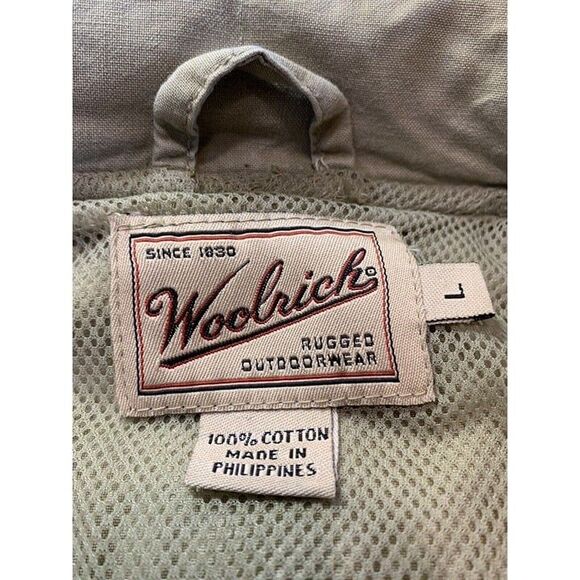 SINCE 1830
Woolrich
RUGGED
OUTDOORWEAR
L
100% COTTON
MADE IN
PHILIPPINES